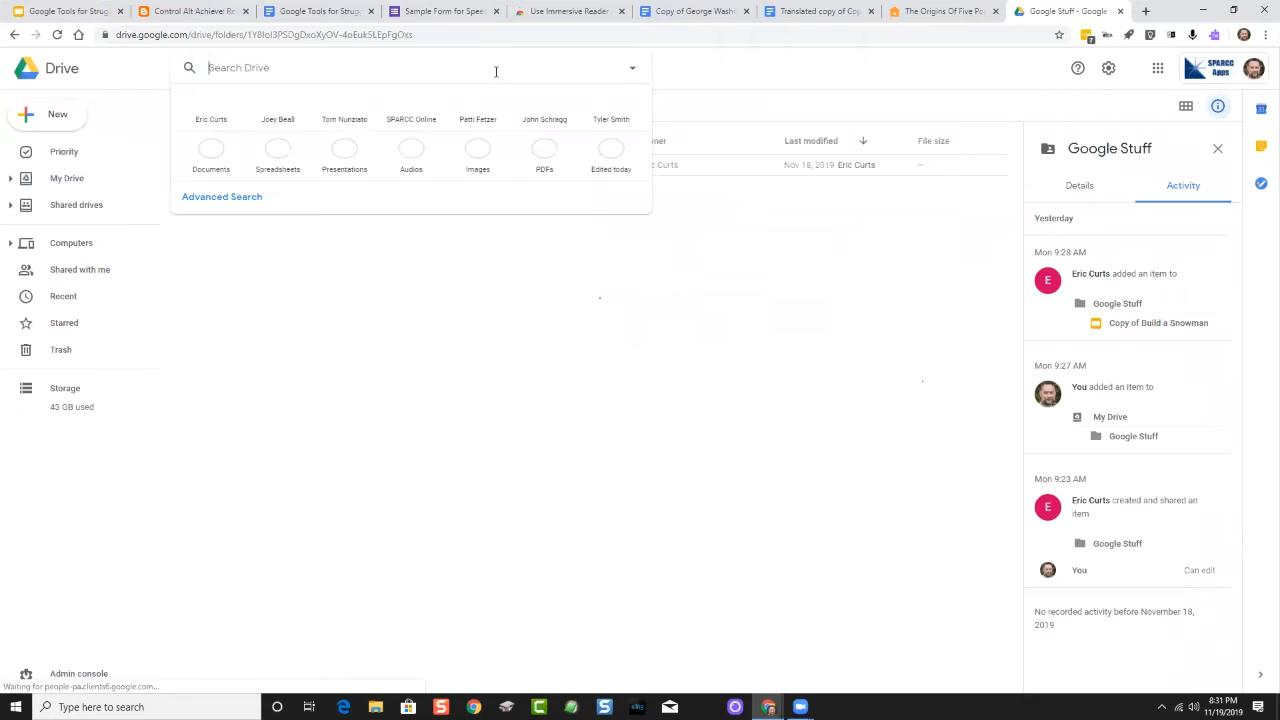 Google Tools for Strug
Control Alt Achieve: Re
Google Tools for Strug
Sample Form for Speec
Use Immersive Reader
Copy of George Washi
Translated copy of Cop
The Origins Of Five Pop
Google Stuff - Google
drive.google.com/drive/folders/1Y8IoI3PSDgDxoXyOV-4oEuk5LEpFgOxs
Drive
Search Drive
SPARCC
Apps
New
Eric Curts
Joey Beall
Tom Nunziato
SPARCC Online
Patti Fetzer
John Schragg
Tyler Smith
Documents
Spreadsheets
Presentations
Audios
Images
PDFs
Edited today
Advanced Search
Priority
My Drive
Shared drives
Computers
Shared with me
Recent
Starred
Trash
Storage
43 GB used
Admin console
wner
Last modified
File size
c Curts
Nov 18, 2019 Eric Curts
—
Google Stuff
Details
Activity
Yesterday
Mon 9:28 AM
E
Eric Curts added an item to
Google Stuff
Copy of Build a Snowman
Mon 9:27 AM
You added an item to
My Drive
Google Stuff
Mon 9:23 AM
E
Eric Curts created and shared an
item
Google Stuff
You
Can edit
No recorded activity before November 18,
2019
Waiting for people-pa.clients6.google.com...
Type here to search
8:31 PM
11/19/2019